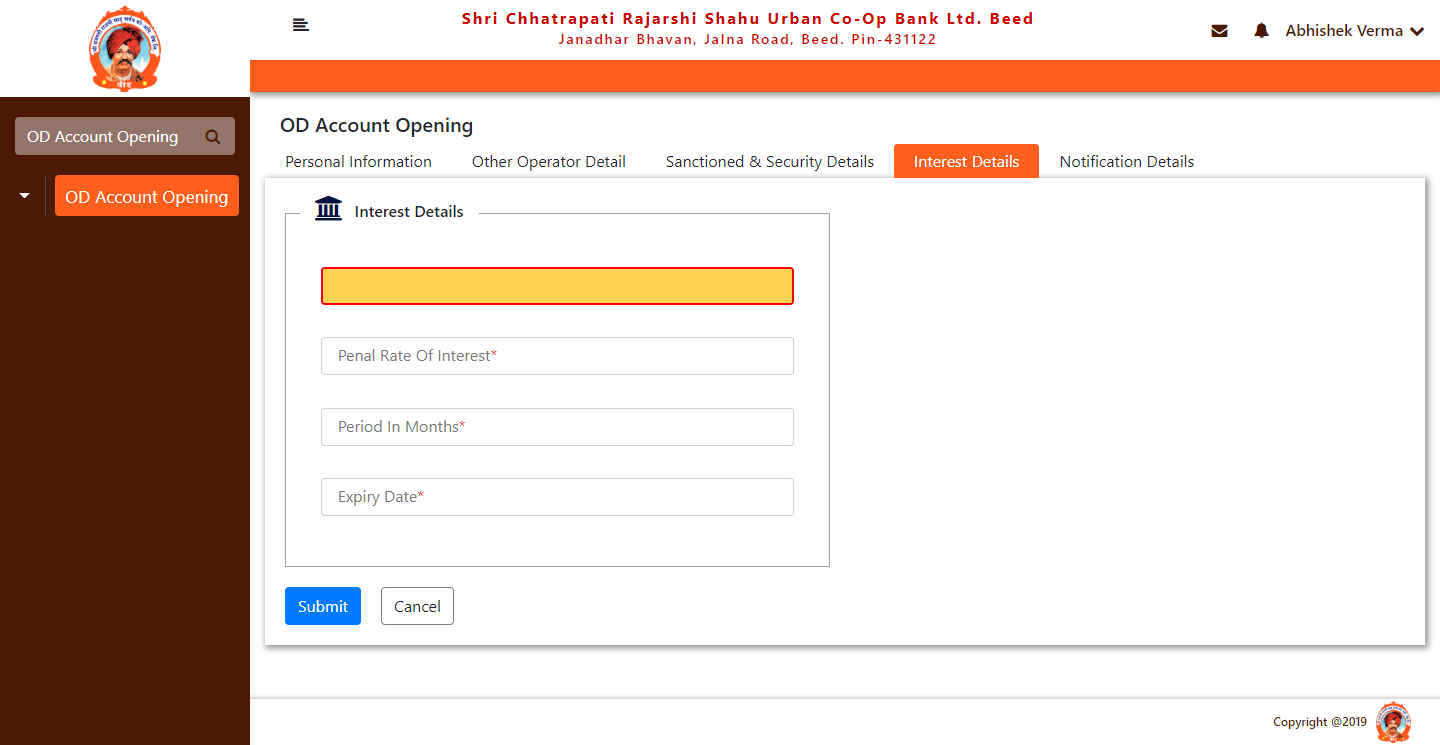 Shri Chhatrapati Rajarshi Shahu Urban Co-Op Bank Ltd. Beed
Janadhar Bhavan, Jalna Road, Beed. Pin-431122
Abhishek Verma
OD Account Opening
OD Account Opening
OD Account Opening
Personal Information
Other Operator Detail
Sanctioned & Security Details
Interest Details
Notification Details
Interest Details
Penal Rate Of Interest*
Period In Months*
Expiry Date*
Submit
Cancel
Copyright @2019